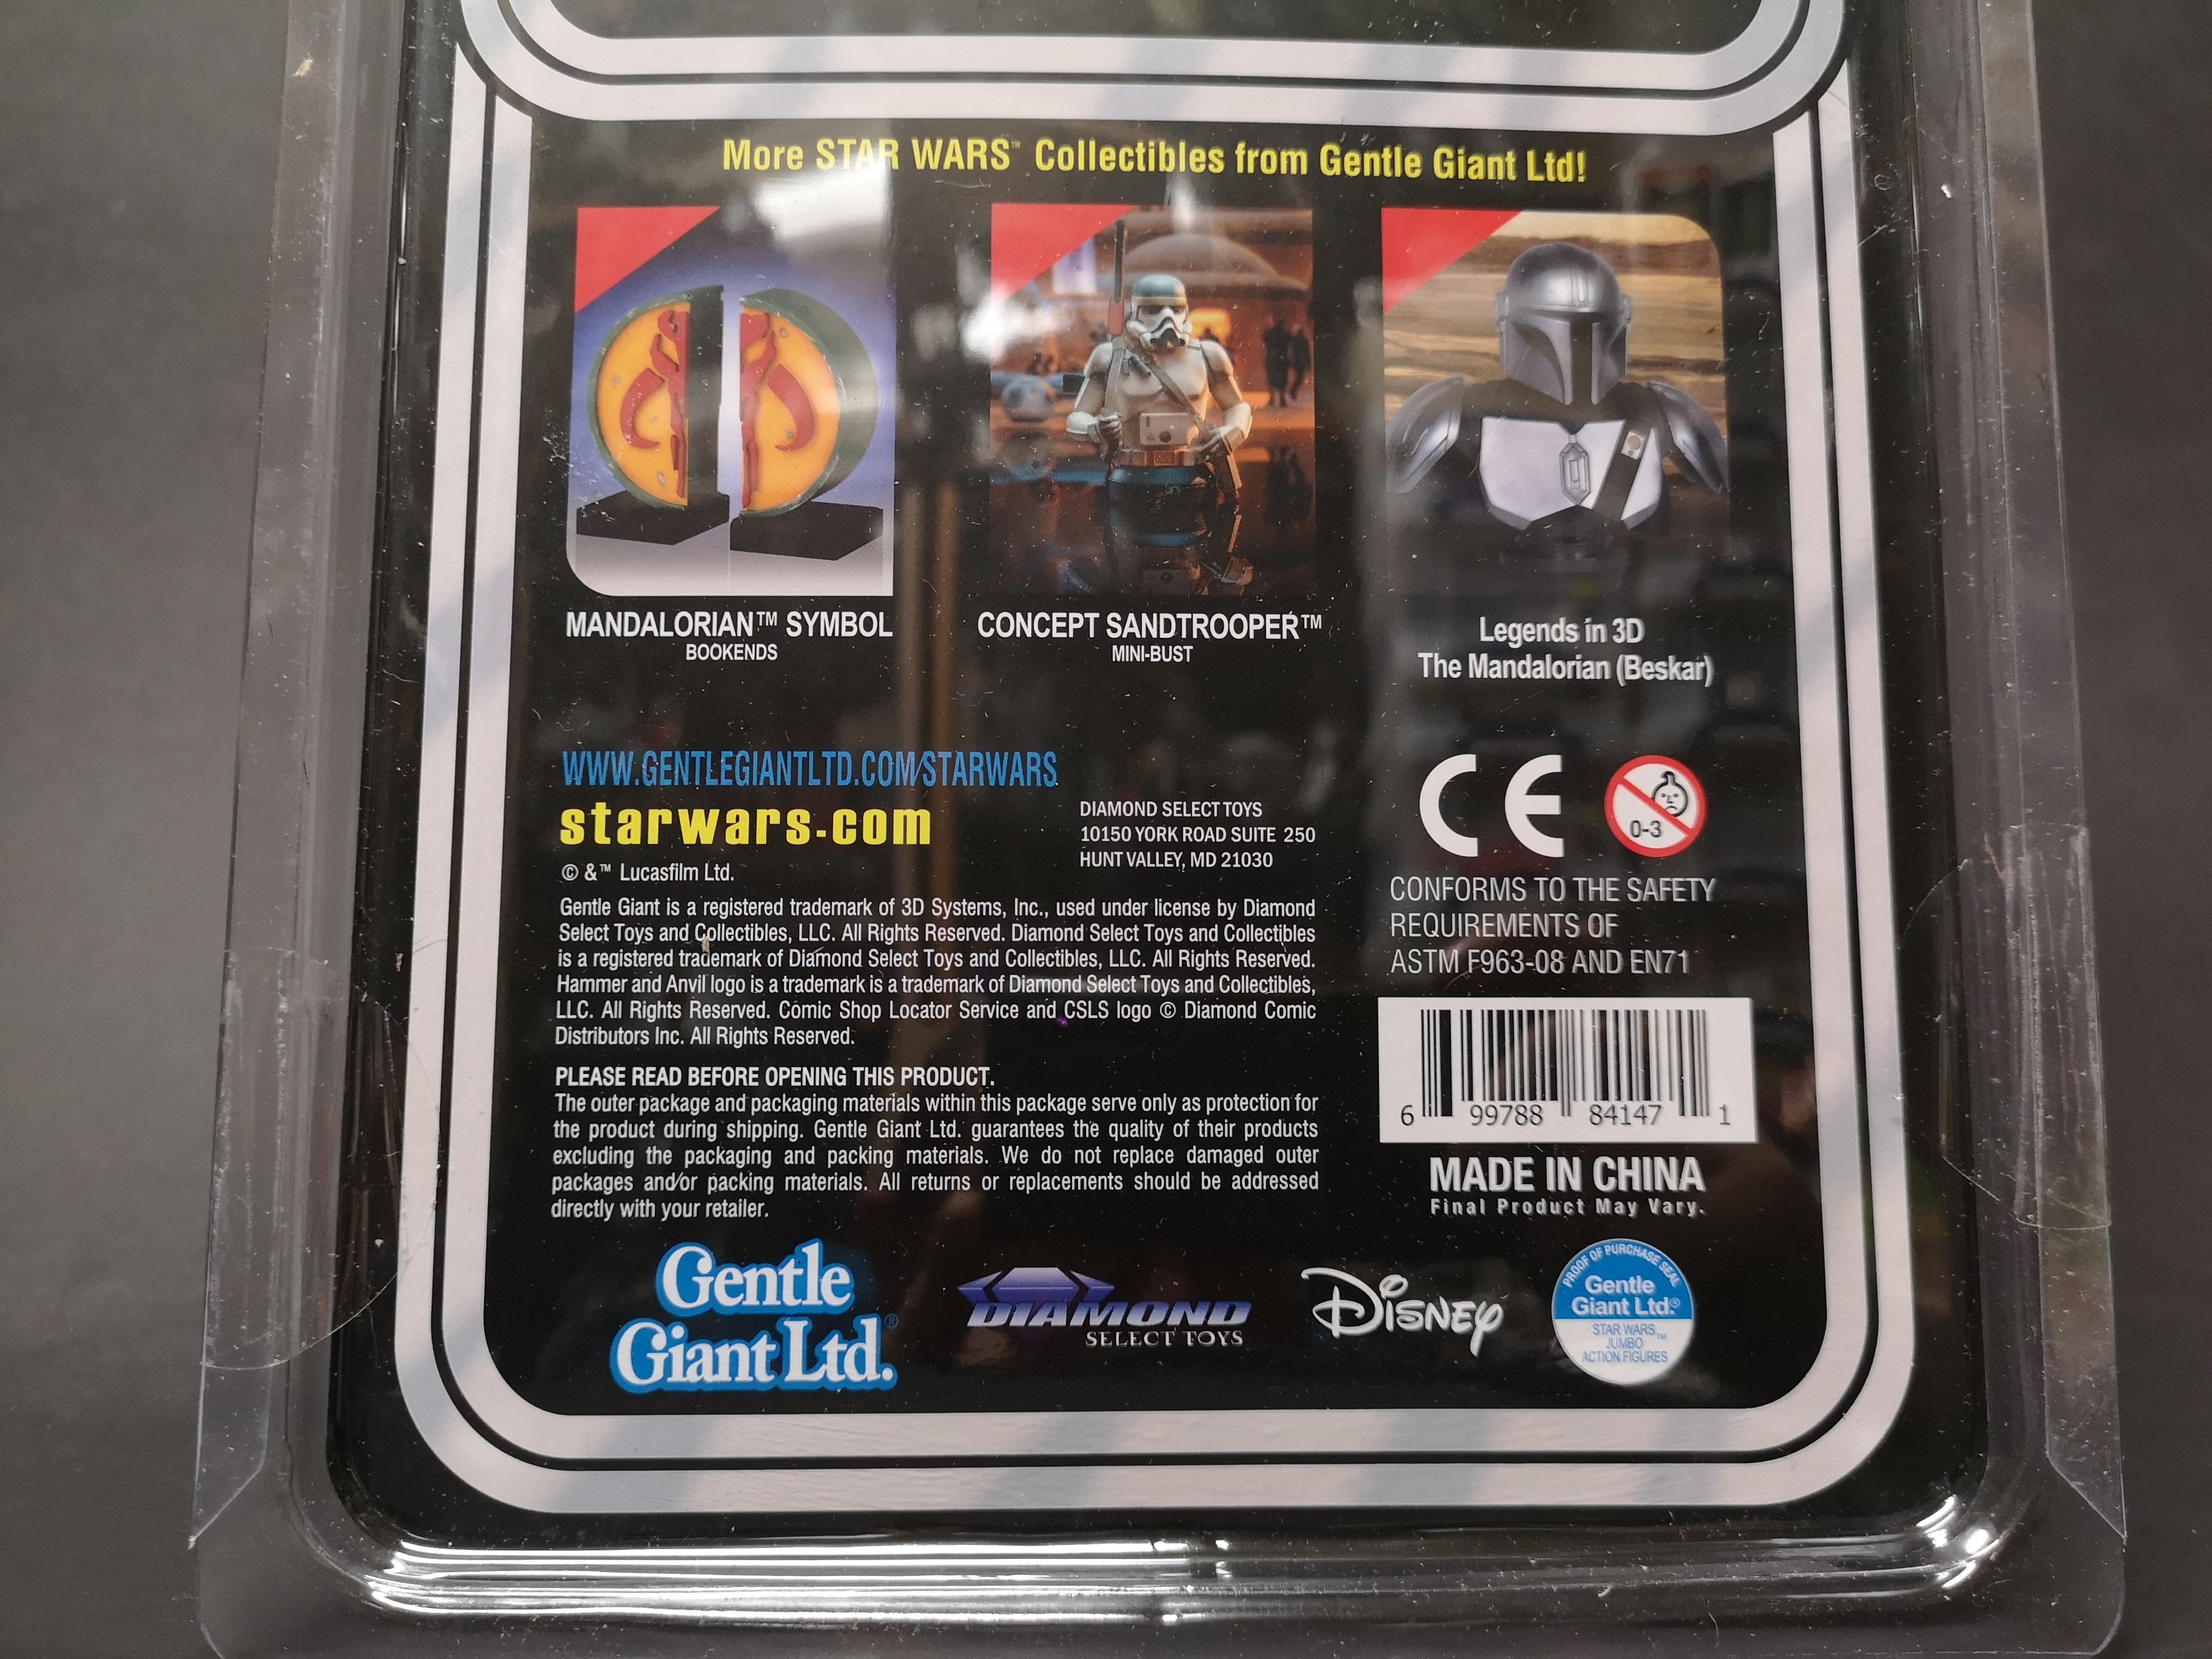 More STAR WARS™ Collectibles from Gentle Giant Ltd!
MANDALORIAN™ SYMBOL
BOOKENDS
CONCEPT SANDTROOPER™
MINI-BUST
Legends in 3D
The Mandalorian (Beskar)
WWW.GENTLEGIANTLTD.COM/STARWARS
starwars.com
© &™ Lucasfilm Ltd.
DIAMOND SELECT TOYS
10150 YORK ROAD SUITE 250
HUNT VALLEY, MD 21030
Gentle Giant is a registered trademark of 3D Systems, Inc., used under license by Diamond
Select Toys and Collectibles, LLC. All Rights Reserved. Diamond Select Toys and Collectibles
is a registered trademark of Diamond Select Toys and Collectibles, LLC. All Rights Reserved.
Hammer and Anvil logo is a trademark is a trademark of Diamond Select Toys and Collectibles,
LLC. All Rights Reserved. Comic Shop Locator Service and CSLS logo © Diamond Comic
Distributors Inc. All Rights Reserved.
PLEASE READ BEFORE OPENING THIS PRODUCT.
The outer package and packaging materials within this package serve only as protection for
the product during shipping. Gentle Giant Ltd. guarantees the quality of their products
excluding the packaging and packing materials. We do not replace damaged outer
packages and/or packing materials. All returns or replacements should be addressed
directly with your retailer.
CE
0-3
CONFORMS TO THE SAFETY
REQUIREMENTS OF
ASTM F963-08 AND EN71
6 99788 84147 1
MADE IN CHINA
Final Product May Vary.
Gentle
Giant Ltd.®
DIAMOND
SELECT TOYS
Disney
PROOF OF PURCHASE SEAL
Gentle
Giant Ltd.®
STAR WARS™
JUMBO
ACTION FIGURES